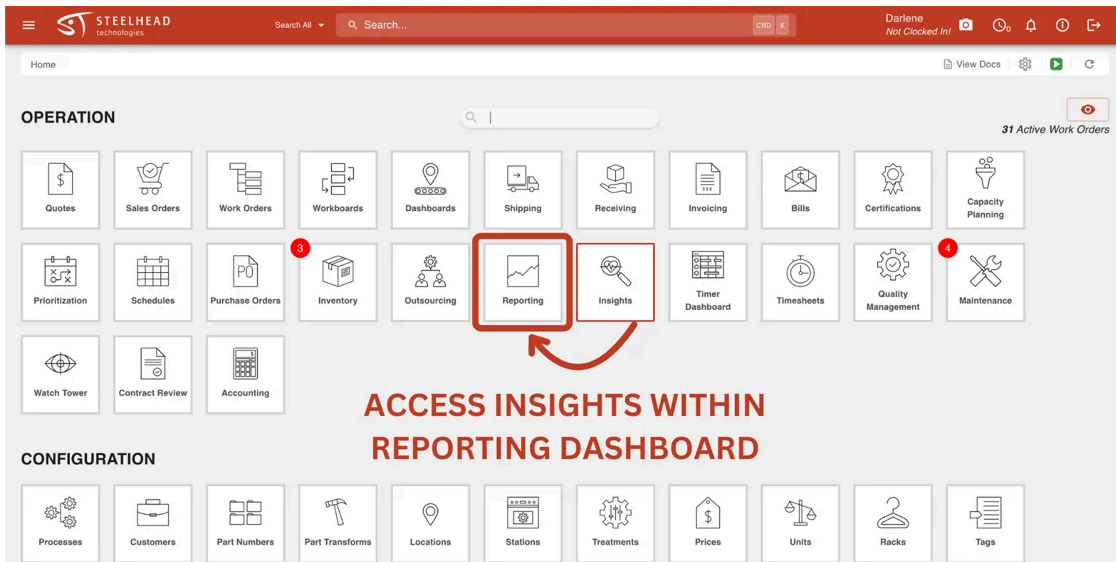 STEELHEAD
technologies
Search All
Search...
CMD K
Darlene
Not Clocked In!
0
Home
View Docs
OPERATION
31 Active Work Orders
Quotes
Sales Orders
Work Orders
Workboards
Dashboards
Shipping
Receiving
Invoicing
Bills
Certifications
Capacity
Planning
Prioritization
Schedules
PO
Purchase Orders
3
Inventory
Outsourcing
Reporting
Insights
Timer
Dashboard
Timesheets
Quality
Management
4
Maintenance
Watch Tower
Contract Review
Accounting
ACCESS INSIGHTS WITHIN
REPORTING DASHBOARD
CONFIGURATION
Processes
Customers
Part Numbers
Part Transforms
Locations
Stations
Treatments
Prices
Units
Racks
Tags